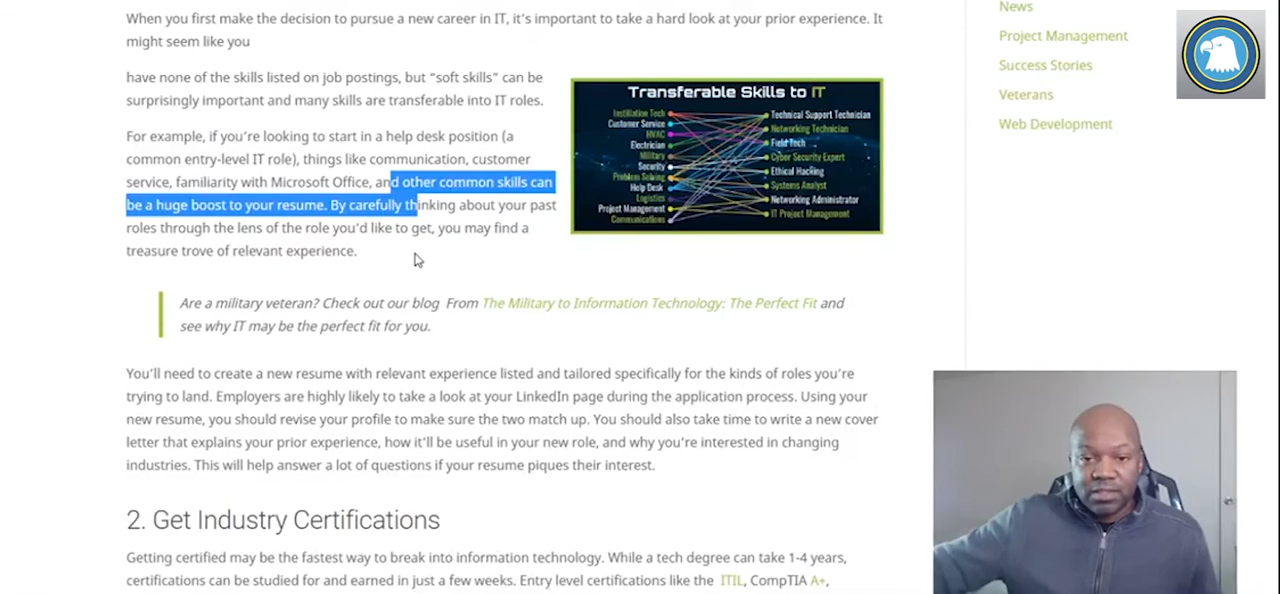 When you first make the decision to pursue a new career in IT, it's important to take a hard look at your prior experience. It
might seem like you
have none of the skills listed on job postings, but “soft skills” can be
surprisingly important and many skills are transferable into IT roles.
For example, if you're looking to start in a help desk position (a
common entry-level IT role), things like communication, customer
service, familiarity with Microsoft Office, and other common skills can
be a huge boost to your resume. By carefully thinking about your past
roles through the lens of the role you'd like to get, you may find a
treasure trove of relevant experience.
Transferable Skills to IT
Instillation Tech
Customer Service
HVAC
Electrician
Military
Security
Problem Solving
Help Desk
Logistics
Project Management
Communications
Technical Support Technician
Networking Technician
Field Tech
Cyber Security Expert
Ethical Hacking
Systems Analyst
Networking Administrator
IT Project Management
Are a military veteran? Check out our blog From The Military to Information Technology: The Perfect Fit and
see why IT may be the perfect fit for you.
You'll need to create a new resume with relevant experience listed and tailored specifically for the kinds of roles you're
trying to land. Employers are highly likely to take a look at your LinkedIn page during the application process. Using your
new resume, you should revise your profile to make sure the two match up. You should also take time to write a new cover
letter that explains your prior experience, how it'll be useful in your new role, and why you're interested in changing
industries. This will help answer a lot of questions if your resume piques their interest.
2. Get Industry Certifications
Getting certified may be the fastest way to break into information technology. While a tech degree can take 1-4 years,
certifications can be studied for and earned in just a few weeks. Entry level certifications like the ITIL, CompTIA A+,
News
Project Management
Success Stories
Veterans
Web Development